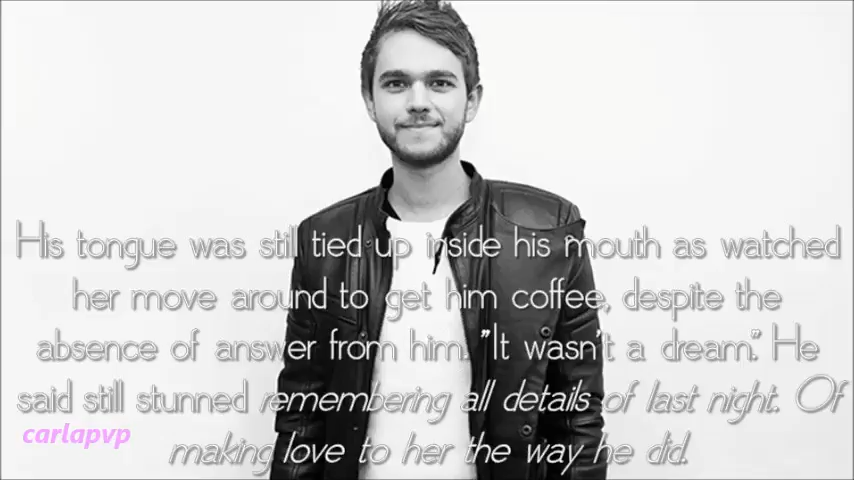 His tongue was still tied up inside his mouth as watched
her move around to get him coffee, despite the
absence of answer from him. "It wasn't a dream." He
said still stunned remembering all details of last night. Of
making love to her the way he did.
carlapvp